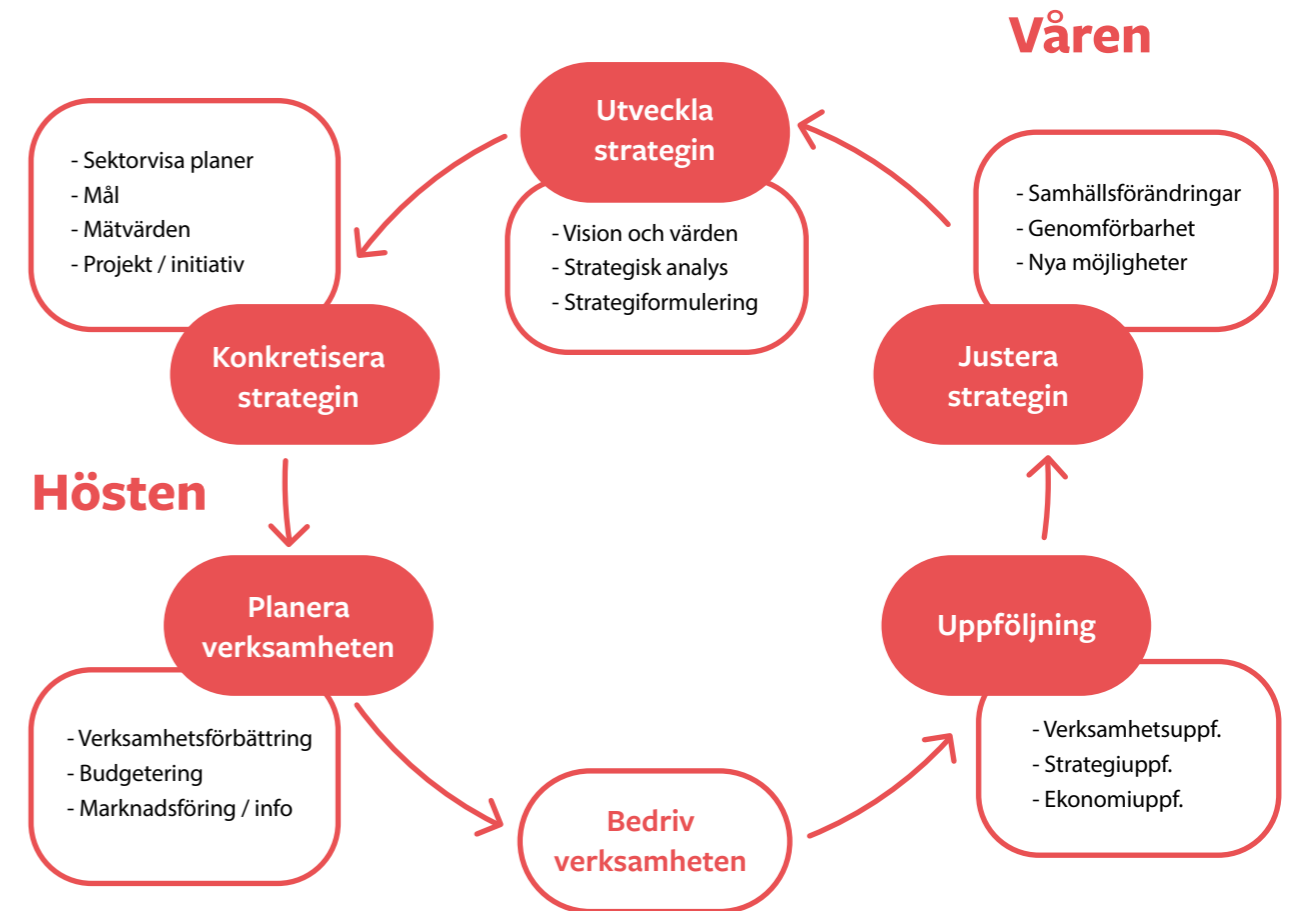 Våren
Utveckla
strategin
- Vision och värden
- Strategisk analys
- Strategiformulering
- Sektorvisa planer
- Mål
- Mätvärden
- Projekt / initiativ
Konkretisera
strategin
Hösten
Planera
verksamheten
- Verksamhetsförbättring
- Budgetering
- Marknadsföring / info
Bedriv
verksamheten
Uppföljning
- Verksamhetsuppf.
- Strategiuppf.
- Ekonomiuppf.
- Samhällsförändringar
- Genomförbarhet
- Nya möjligheter
Justera
strategin